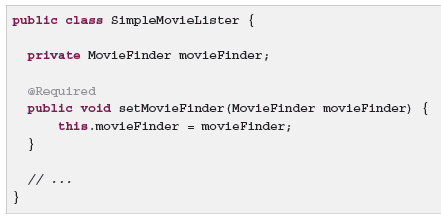 public class SimpleMovieLister {
private MovieFinder movieFinder;
@Required
public void setMovieFinder(MovieFinder movieFinder) {
this.movieFinder = movieFinder;
}
// ...
}